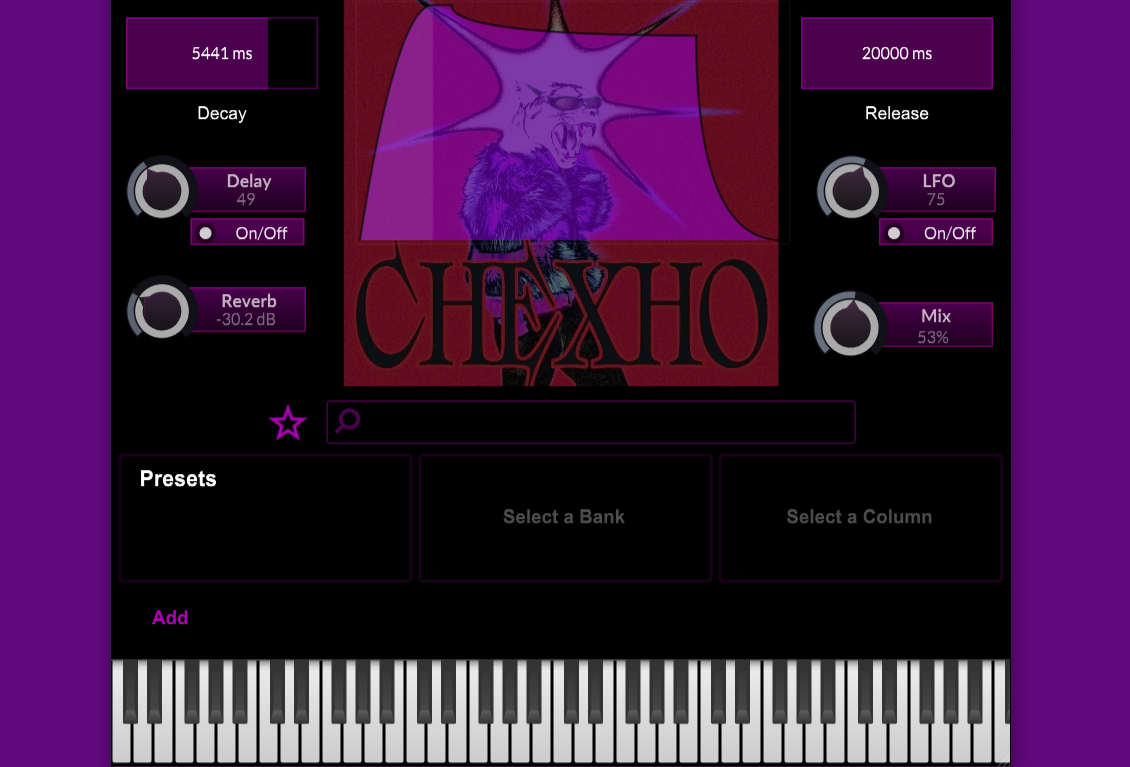 5441 ms
Decay
20000 ms
Release
Delay
49
On/Off
LFO
75
On/Off
Reverb
-30.2 dB
Mix
53%
CHEXHO
Presets
Select a Bank
Select a Column
Add